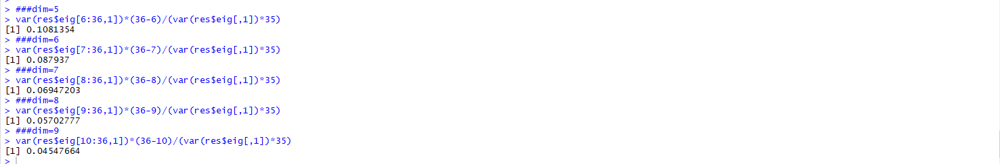 > ###dim=5
> var(res$eig[6:36,1])*(36-6)/(var(res$eig[,1])*35)
[1] 0.1081354
> ###dim=6
> var(res$eig[7:36,1])*(36-7)/(var(res$eig[,1])*35)
[1] 0.087937
> ###dim=7
> var(res$eig[8:36,1])*(36-8)/(var(res$eig[,1])*35)
[1] 0.06947203
> ###dim=8
> var(res$eig[9:36,1])*(36-9)/(var(res$eig[,1])*35)
[1] 0.05702777
> ###dim=9
> var(res$eig[10:36,1])*(36-10)/(var(res$eig[,1])*35)
[1] 0.04547664
>